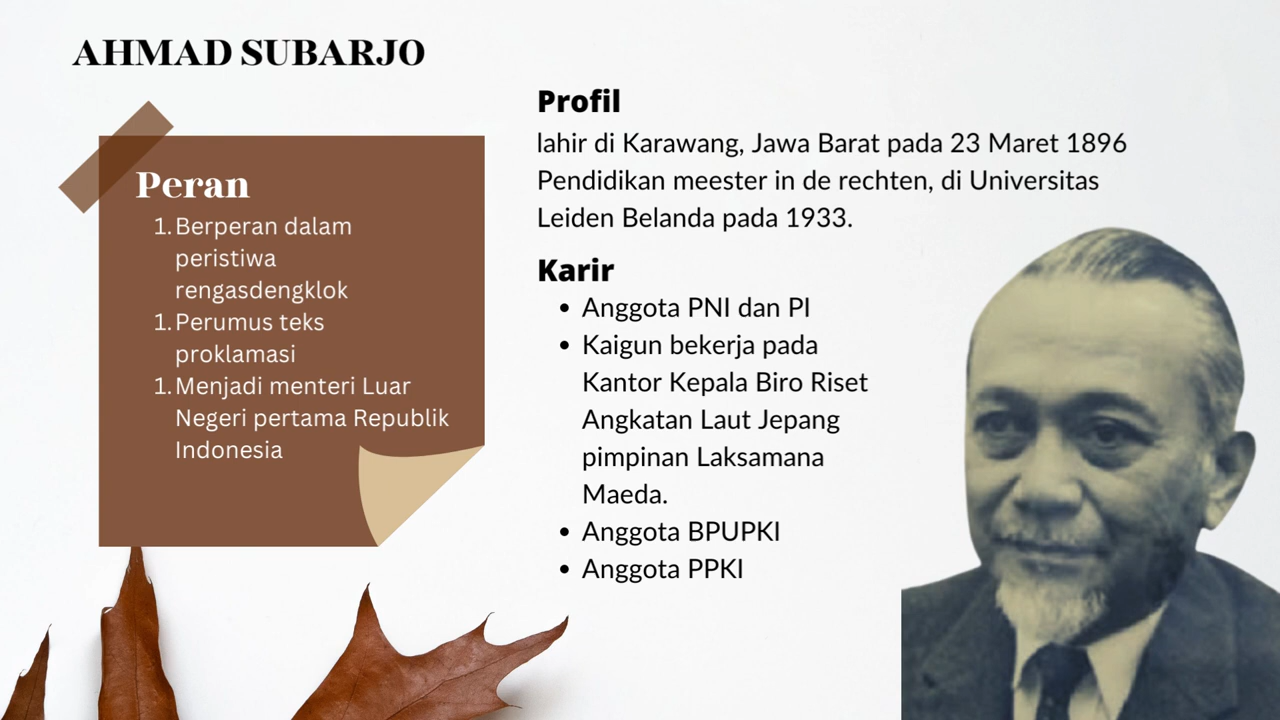 AHMAD SUBARJO
Peran
1. Berperan dalam
peristiwa
rengasdengklok
1. Perumus teks
proklamasi
1. Menjadi menteri Luar
Negeri pertama Republik
Indonesia
Profil
lahir di Karawang, Jawa Barat pada 23 Maret 1896
Pendidikan meester in de rechten, di Universitas
Leiden Belanda pada 1933.
Karir
• Anggota PNI dan PI
• Kaigun bekerja pada
Kantor Kepala Biro Riset
Angkatan Laut Jepang
pimpinan Laksamana
Maeda.
• Anggota BPUPKI
• Anggota PPKI